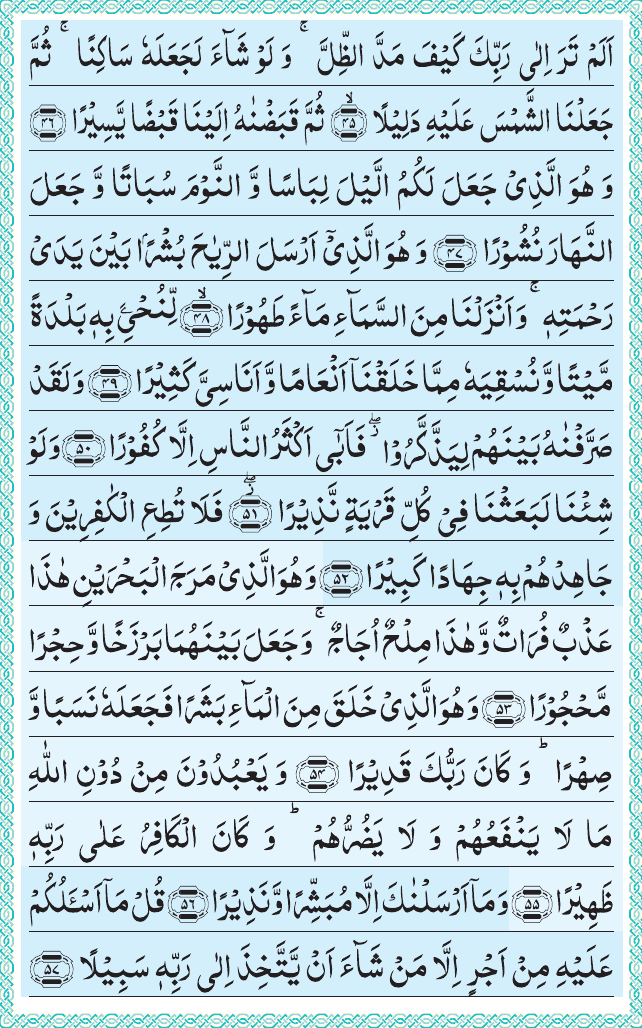 اَلَمْ تَرَ اِلٰى رَبِّكَ كَيْفَ مَدَّ الظِّلَّ ۚ وَ لَوْ شَآءَ لَجَعَلَهٗ سَاكِنًا ۚ ثُمَّ
جَعَلْنَا الشَّمْسَ عَلَيْهِ دَلِيْلًا ۙ‏﴿۴۵﴾ ثُمَّ قَبَضْنٰهُ اِلَيْنَا قَبْضًا يَّسِيْرًا ﴿۴۶﴾
وَ هُوَ الَّذِىْ جَعَلَ لَكُمُ الَّيْلَ لِبَاسًا وَّ النَّوْمَ سُبَاتًا وَّ جَعَلَ
النَّهَارَ نُشُوْرًا ﴿۴۷﴾ وَ هُوَ الَّذِىْۤ اَرْسَلَ الرِّيٰحَ بُشْرًۢا بَيْنَ يَدَىْ
رَحْمَتِهٖ ۚ وَاَنْزَلْنَا مِنَ السَّمَآءِ مَآءً طَهُوْرًا ۙ‏﴿۴۸﴾ لِّنُحْیِۦَ بِهٖ بَلْدَةً
مَّيْتًا وَّ نُسْقِيَهٗ مِمَّا خَلَقْنَاۤ اَنْعَامًا وَّ اَنَاسِىَّ كَثِيْرًا ﴿۴۹﴾ وَ لَقَدْ
صَرَّفْنٰهُ بَيْنَهُمْ لِيَذَّكَّرُوْا ۖؗ فَاَبٰٓى اَكْثَرُ النَّاسِ اِلَّا كُفُوْرًا ﴿۵۰﴾ وَ لَوْ
شِئْنَا لَبَعَثْنَا فِىْ كُلِّ قَرْيَةٍ نَّذِيْرًا ۖؗ‏﴿۵۱﴾ فَلَا تُطِعِ الْكٰفِرِيْنَ وَ
جَاهِدْهُمْ بِهٖ جِهَادًا كَبِيْرًا ﴿۵۲﴾ وَهُوَ الَّذِىْ مَرَجَ الْبَحْرَيْنِ هٰذَا
عَذْبٌ فُرَاتٌ وَّ هٰذَا مِلْحٌ اُجَاجٌ ۚ وَ جَعَلَ بَيْنَهُمَا بَرْزَخًا وَّ حِجْرًا
مَّحْجُوْرًا ﴿۵۳﴾ وَ هُوَ الَّذِىْ خَلَقَ مِنَ الْمَآءِ بَشَرًا فَجَعَلَهٗ نَسَبًا وَّ
صِهْرًا ؕ وَ كَانَ رَبُّكَ قَدِيْرًا ﴿۵۴﴾ وَ يَعْبُدُوْنَ مِنْ دُوْنِ اللّٰهِ
مَا لَا يَنْفَعُهُمْ وَ لَا يَضُرُّهُمْ ؕ وَ كَانَ الْكَافِرُ عَلٰى رَبِّهٖ
ظَهِيْرًا ﴿۵۵﴾ وَ مَاۤ اَرْسَلْنٰكَ اِلَّا مُبَشِّرًا وَّ نَذِيْرًا ﴿۵۶﴾ قُلْ مَاۤ اَسْـَٔلُكُمْ
عَلَيْهِ مِنْ اَجْرٍ اِلَّا مَنْ شَآءَ اَنْ يَّتَّخِذَ اِلٰى رَبِّهٖ سَبِيْلًا ﴿۵۷﴾